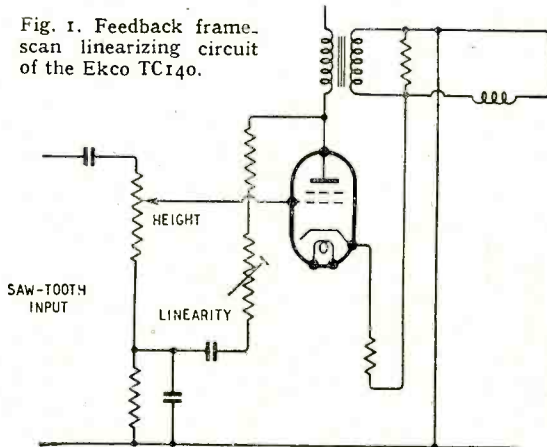 Fig. 1. Feedback frame-
scan linearizing circuit
of the Ekco TC140.
HEIGHT
SAW-TOOTH
INPUT
LINEARITY